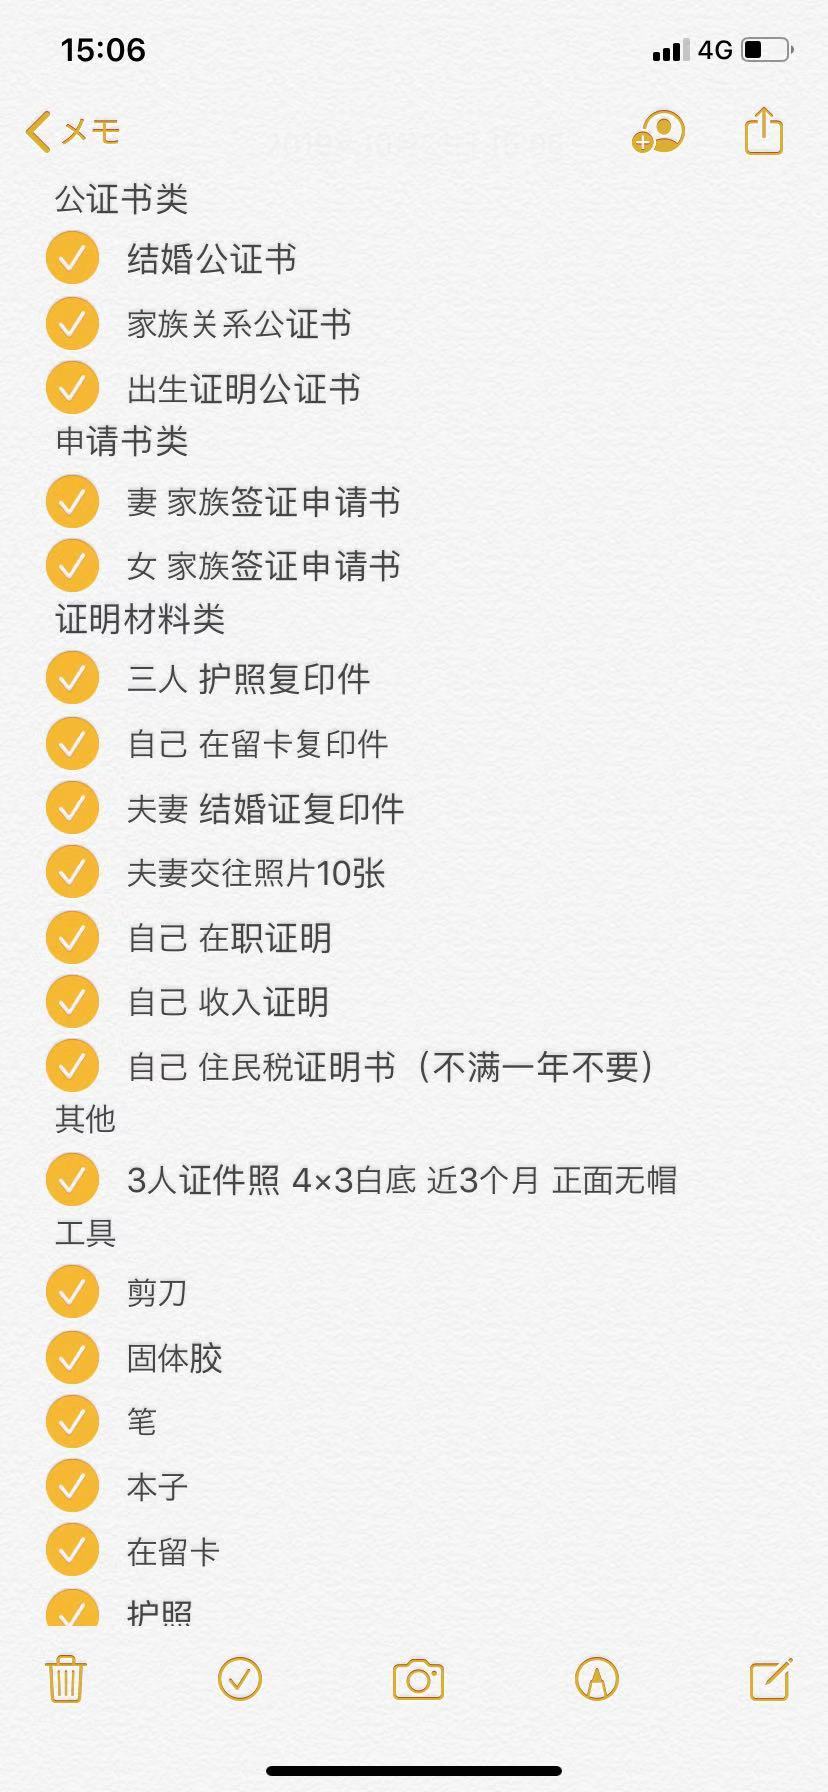 15:06
4G
メモ
公证书类
结婚公证书
家族关系公证书
出生证明公证书
申请书类
妻 家族签证申请书
女 家族签证申请书
证明材料类
三人 护照复印件
自己 在留卡复印件
夫妻 结婚证复印件
夫妻交往照片10张
自己 在职证明
自己 收入证明
自己 住民税证明书（不满一年不要）
其他
3人证件照 4×3白底 近3个月 正面无帽
工具
剪刀
固体胶
笔
本子
在留卡
护照